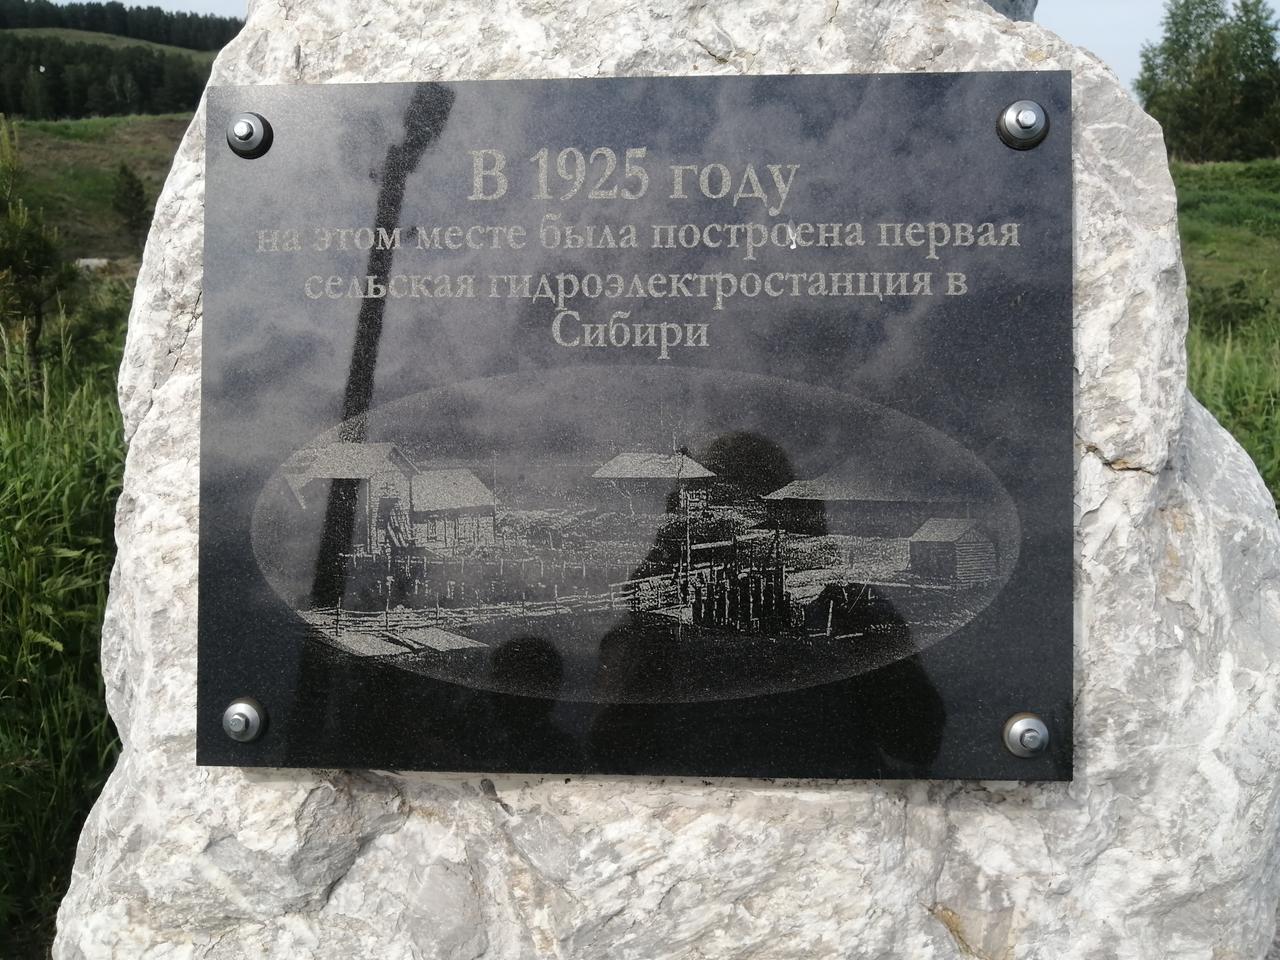 В 1925 году
на этом месте была построена первая
сельская гидроэлектростанция в
Сибири